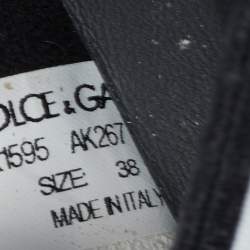 OLCE & GA
1595 AK267
SIZE: 38
MADE IN ITALY